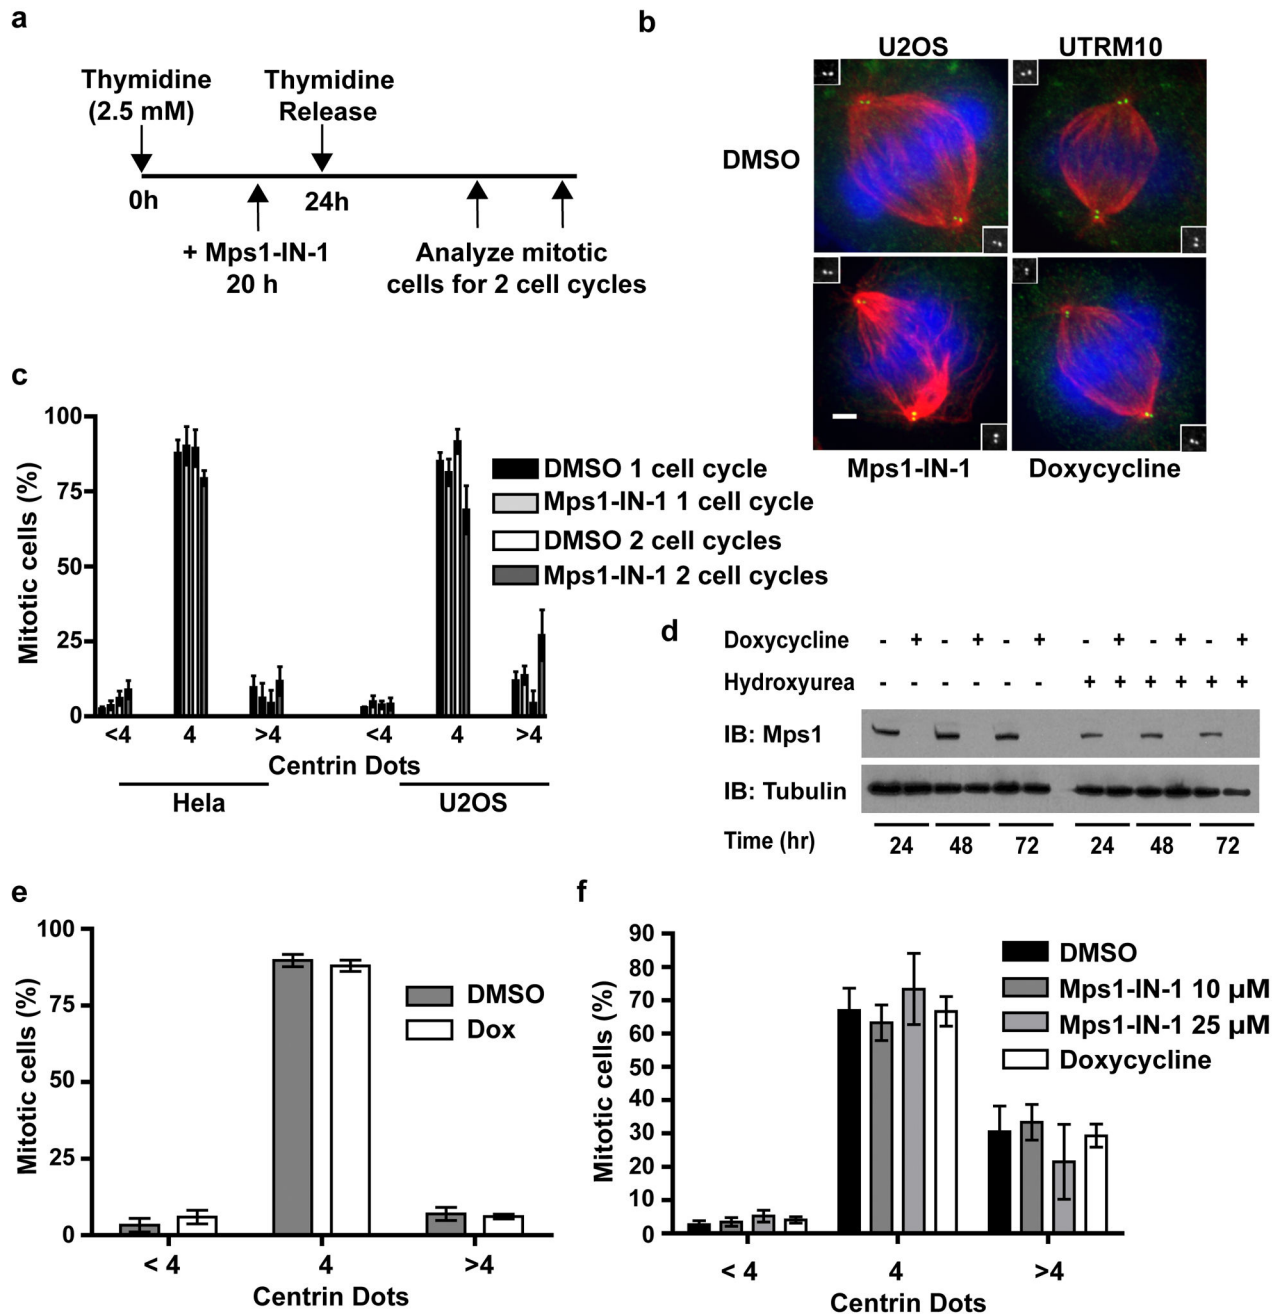 a
Thymidine
(2.5 mM)
Thymidine
Release
0h
24h
+ Mps1-IN-1
20 h
Analyze mitotic
cells for 2 cell cycles
b
U2OS
UTRM10
DMSO
Mps1-IN-1
Doxycycline
c
Mitotic cells (%)
100
75
50
25
0
<4
4
>4
<4
4
>4
Centrin Dots
Hela
U2OS
DMSO 1 cell cycle
Mps1-IN-1 1 cell cycle
DMSO 2 cell cycles
Mps1-IN-1 2 cell cycles
d
Doxycycline - + - + - + - + - + - +
Hydroxyurea - - - - - - + + + + + +
IB: Mps1
IB: Tubulin
Time (hr) 24 48 72 24 48 72
e
Mitotic cells (%)
100
75
50
25
0
< 4
4
>4
Centrin Dots
DMSO
Dox
f
Mitotic cells (%)
90
80
70
60
50
40
30
20
10
0
< 4
4
>4
Centrin Dots
DMSO
Mps1-IN-1 10 µM
Mps1-IN-1 25 µM
Doxycycline